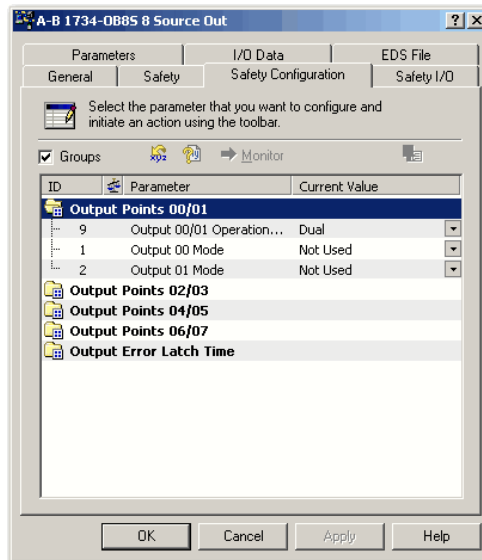 A-B 1734-OB8S 8 Source Out
Parameters I/O Data EDS File
General Safety Safety Configuration Safety I/O
Select the parameter that you want to configure and
initiate an action using the toolbar.
Groups Monitor
ID Parameter Current Value
Output Points 00/01
9 Output 00/01 Operation... Dual
1 Output 00 Mode Not Used
2 Output 01 Mode Not Used
Output Points 02/03
Output Points 04/05
Output Points 06/07
Output Error Latch Time
OK Cancel Apply Help